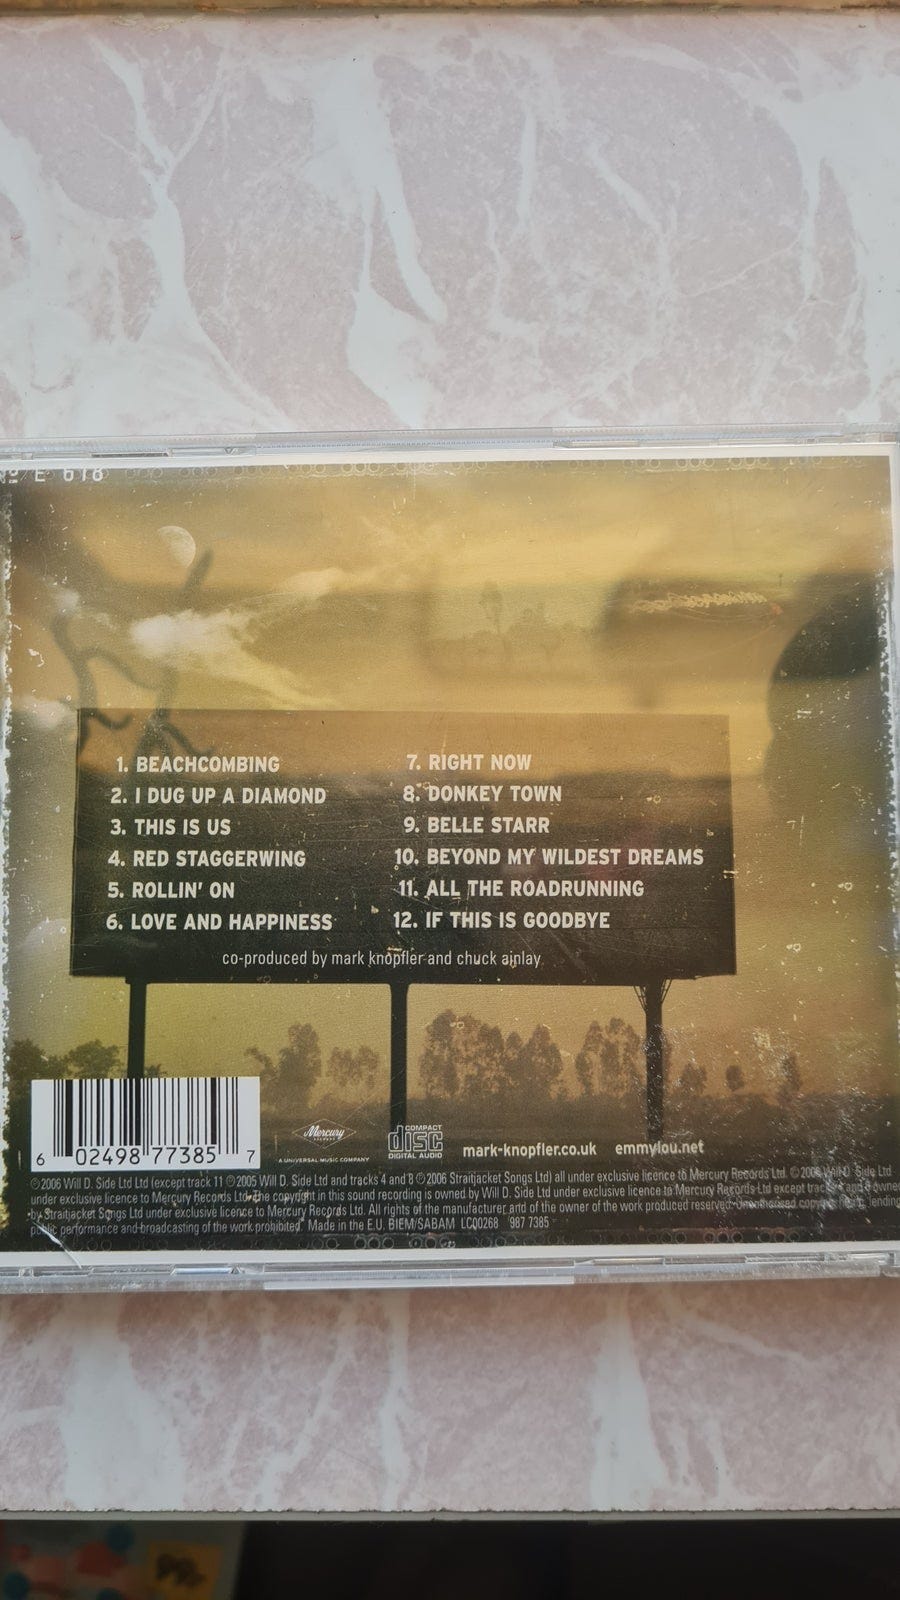 E 618
1. BEACHCOMBING
2. I DUG UP A DIAMOND
3. THIS IS US
4. RED STAGGERWING
5. ROLLIN' ON
6. LOVE AND HAPPINESS
7. RIGHT NOW
8. DONKEY TOWN
9. BELLE STARR
10. BEYOND MY WILDEST DREAMS
11. ALL THE ROADRUNNING
12. IF THIS IS GOODBYE
co-produced by mark knopfler and chuck ainlay
6 02498 77385 7
Mercury
RECORDS
A UNIVERSAL MUSIC COMPANY
COMPACT
disc
DIGITAL AUDIO
mark-knopfler.co.uk emmylou.net
℗2006 Will D. Side Ltd Ltd (except track 11 ℗2005 Will D. Side Ltd and tracks 4 and 8 ℗2006 Straitjacket Songs Ltd) all under exclusive licence to Mercury Records Ltd. ©2006 Will D. Side Ltd
under exclusive licence to Mercury Records Ltd. The copyright in this sound recording is owned by Will D. Side Ltd under exclusive licence to Mercury Records Ltd except tracks 4 and 8 owned
by Straitjacket Songs Ltd under exclusive licence to Mercury Records Ltd. All rights of the manufacturer and of the owner of the work produced reserved. Unauthorised copying, hiring, lending
public performance and broadcasting of the work prohibited. Made in the E.U. BIEM/SABAM LC00268 987 7385